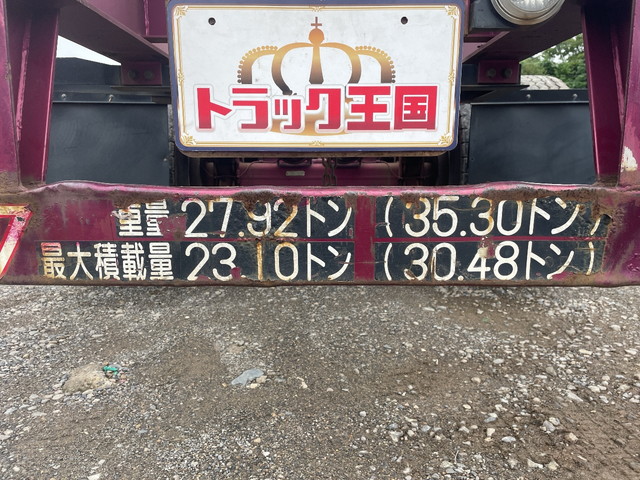 トラック王国
重量 27.92トン (35.30トン)
最大積載量 23.10トン (30.48トン)